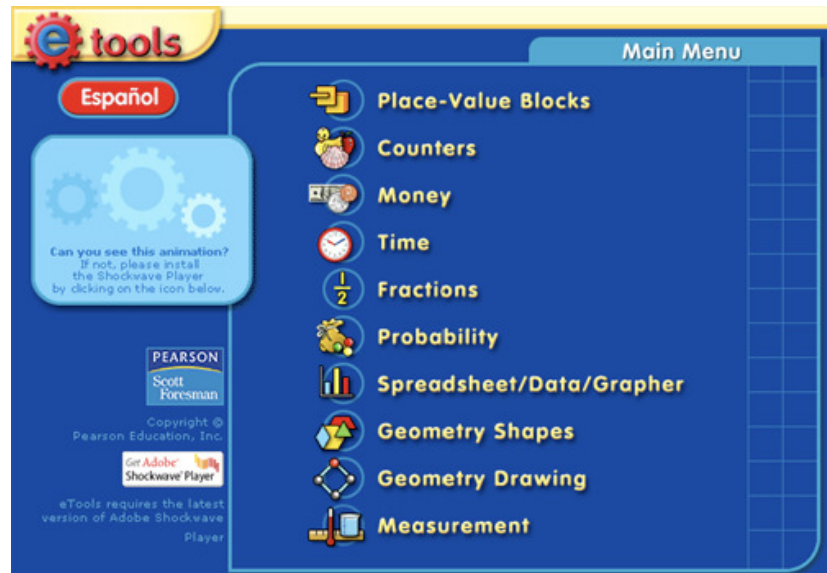 etools
Main Menu
Español
Place-Value Blocks
Counters
Money
Time
1
2
Fractions
Probability
Spreadsheet/Data/Grapher
Geometry Shapes
Geometry Drawing
Measurement
Can you see this animation?
If not, please install
the Shockwave Player
by clicking on the icon below.
PEARSON
Scott
Foresman
Copyright ©
Pearson Education, Inc.
Get Adobe®
Shockwave® Player
eTools requires the latest
version of Adobe Shockwave
Player